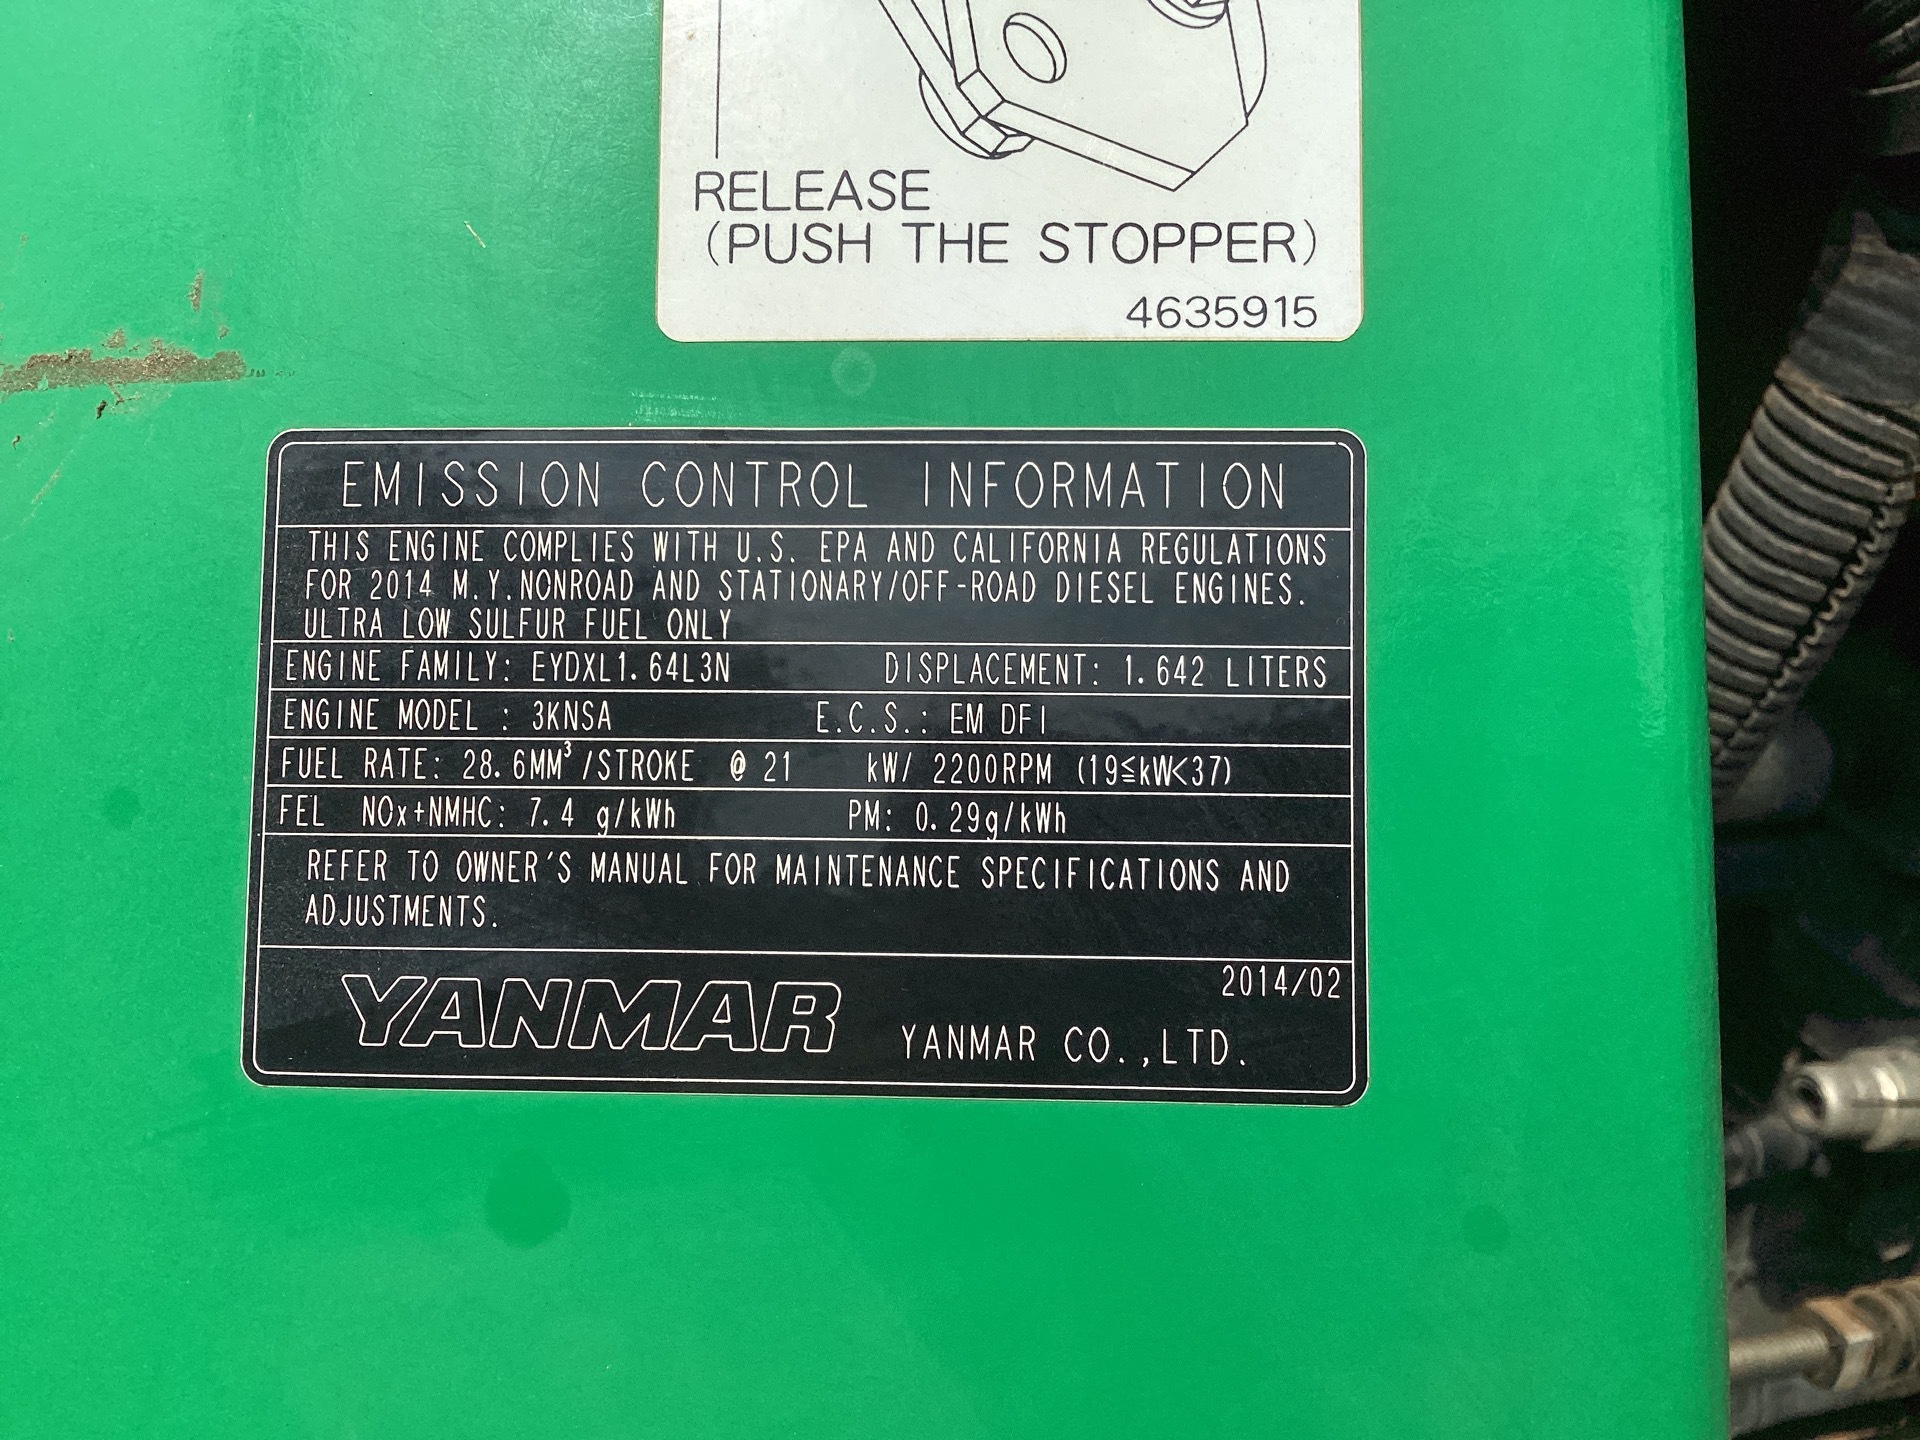 RELEASE
(PUSH THE STOPPER)
4635915
EMISSION CONTROL INFORMATION
THIS ENGINE COMPLIES WITH U.S. EPA AND CALIFORNIA REGULATIONS
FOR 2014 M.Y.NONROAD AND STATIONARY/OFF-ROAD DIESEL ENGINES.
ULTRA LOW SULFUR FUEL ONLY
ENGINE FAMILY: EYDXL1.64L3N DISPLACEMENT: 1.642 LITERS
ENGINE MODEL : 3KNSA E.C.S.: EM DFI
FUEL RATE: 28.6MM³/STROKE @ 21 kW/ 2200RPM (19≦kW<37)
FEL NOx+NMHC: 7.4 g/kWh PM: 0.29g/kWh
REFER TO OWNER'S MANUAL FOR MAINTENANCE SPECIFICATIONS AND
ADJUSTMENTS.
2014/02
YANMAR YANMAR CO.,LTD.